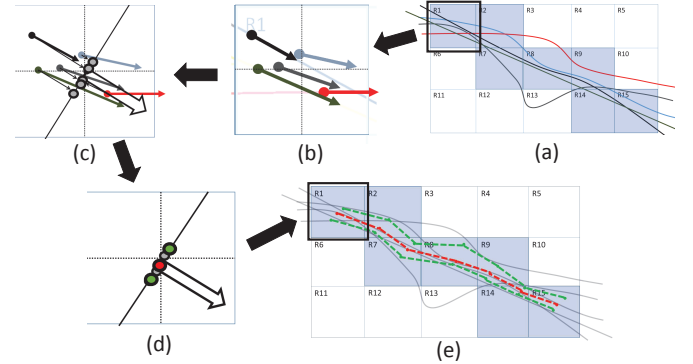 R1 R2 R3 R4 R5
R6 R7 R8 R9 R10
R11 R12 R13 R14 R15
R1
(c)
(b)
(a)
R1 R2 R3 R4 R5
R6 R7 R8 R9 R10
R11 R12 R13 R14 R15
(d)
(e)